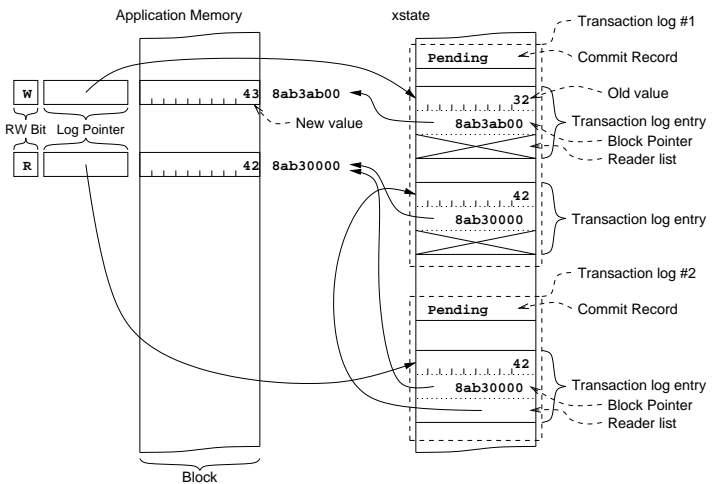 Application Memory
xstate
Transaction log #1
Pending
Commit Record
W
43
8ab3ab00
32
Old value
RW Bit
Log Pointer
New value
8ab3ab00
Transaction log entry
Block Pointer
Reader list
R
42
8ab30000
42
8ab30000
Transaction log entry
Transaction log #2
Pending
Commit Record
42
8ab30000
Transaction log entry
Block Pointer
Reader list
Block